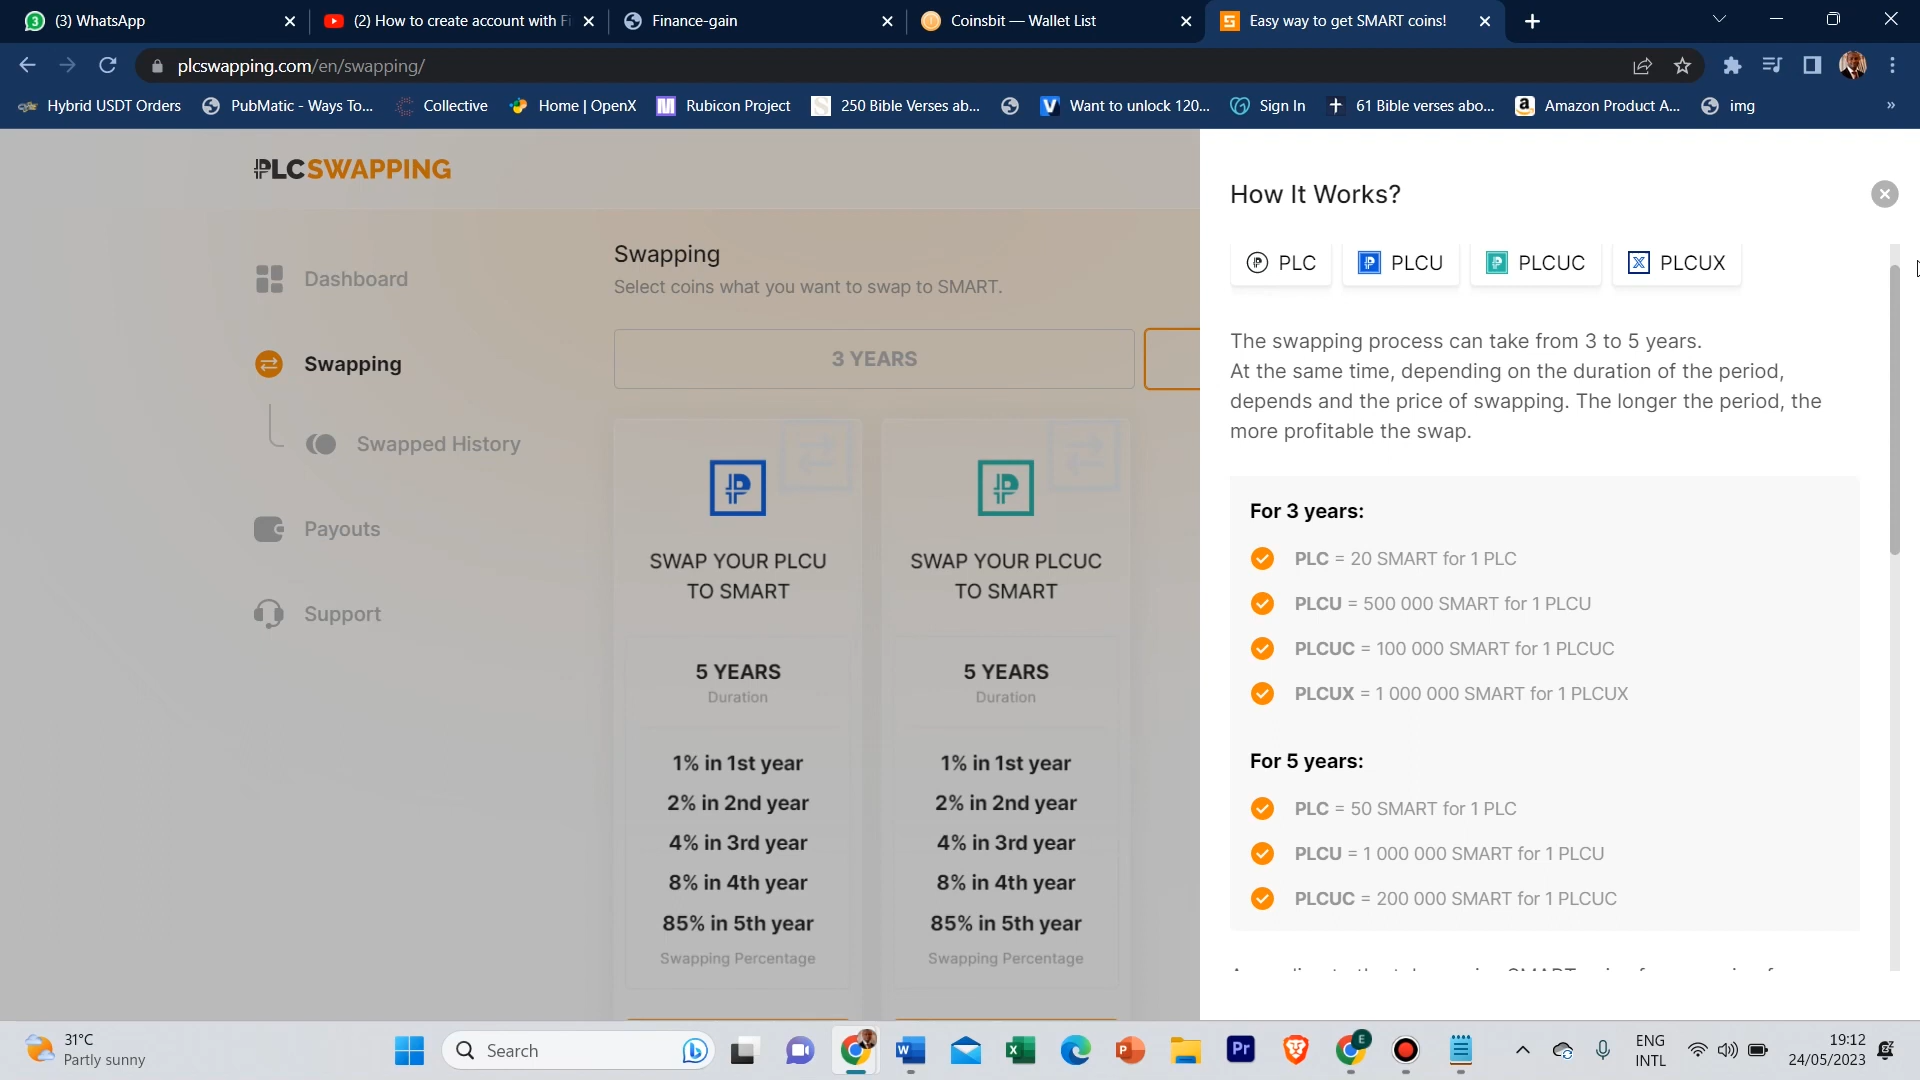 (3) WhatsApp
(2) How to create account with Fi
Finance-gain
Coinsbit — Wallet List
Easy way to get SMART coins!
plcswapping.com/en/swapping/
Hybrid USDT Orders
PubMatic - Ways To...
Collective
Home | OpenX
Rubicon Project
250 Bible Verses ab...
Want to unlock 120...
Sign In
61 Bible verses abo...
Amazon Product A...
img
»
PLCSWAPPING
Dashboard
Swapping
Swapped History
Payouts
Support
Swapping
Select coins what you want to swap to SMART.
3 YEARS
SWAP YOUR PLCU
TO SMART
5 YEARS
Duration
1% in 1st year
2% in 2nd year
4% in 3rd year
8% in 4th year
85% in 5th year
Swapping Percentage
SWAP YOUR PLCUC
TO SMART
5 YEARS
Duration
1% in 1st year
2% in 2nd year
4% in 3rd year
8% in 4th year
85% in 5th year
Swapping Percentage
How It Works?
PLC
PLCU
PLCUC
PLCUX
The swapping process can take from 3 to 5 years.
At the same time, depending on the duration of the period,
depends and the price of swapping. The longer the period, the
more profitable the swap.
For 3 years:
PLC = 20 SMART for 1 PLC
PLCU = 500 000 SMART for 1 PLCU
PLCUC = 100 000 SMART for 1 PLCUC
PLCUX = 1 000 000 SMART for 1 PLCUX
For 5 years:
PLC = 50 SMART for 1 PLC
PLCU = 1 000 000 SMART for 1 PLCU
PLCUC = 200 000 SMART for 1 PLCUC
31°C
Partly sunny
Search
ENG
INTL
19:12
24/05/2023